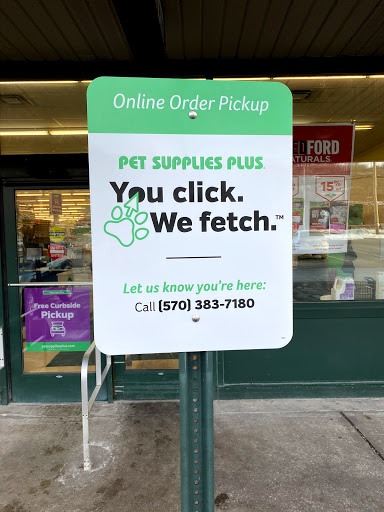 Online Order Pickup
PET SUPPLIES PLUS.
You click.
We fetch.™
Let us know you're here:
Call (570) 383-7180
Free Curbside
Pickup
REDFORD
NATURALS
15%